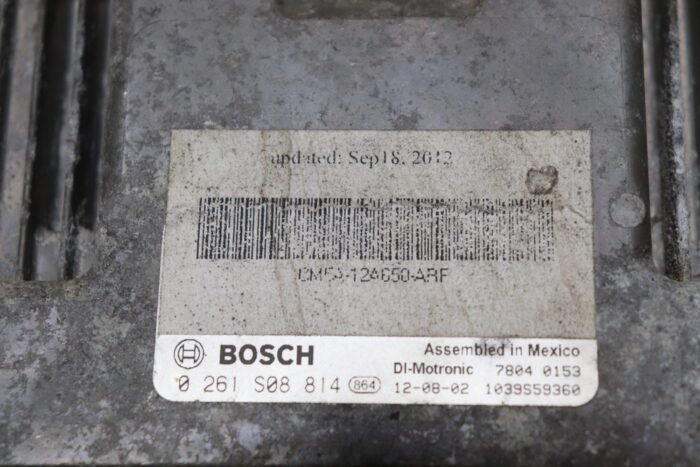 updated: Sep18, 2012
CM5A-12A650-ARF
BOSCH
Assembled in Mexico
DI-Motronic 7804 0153
0 261 S08 814 864 12-08-02 1039S59360